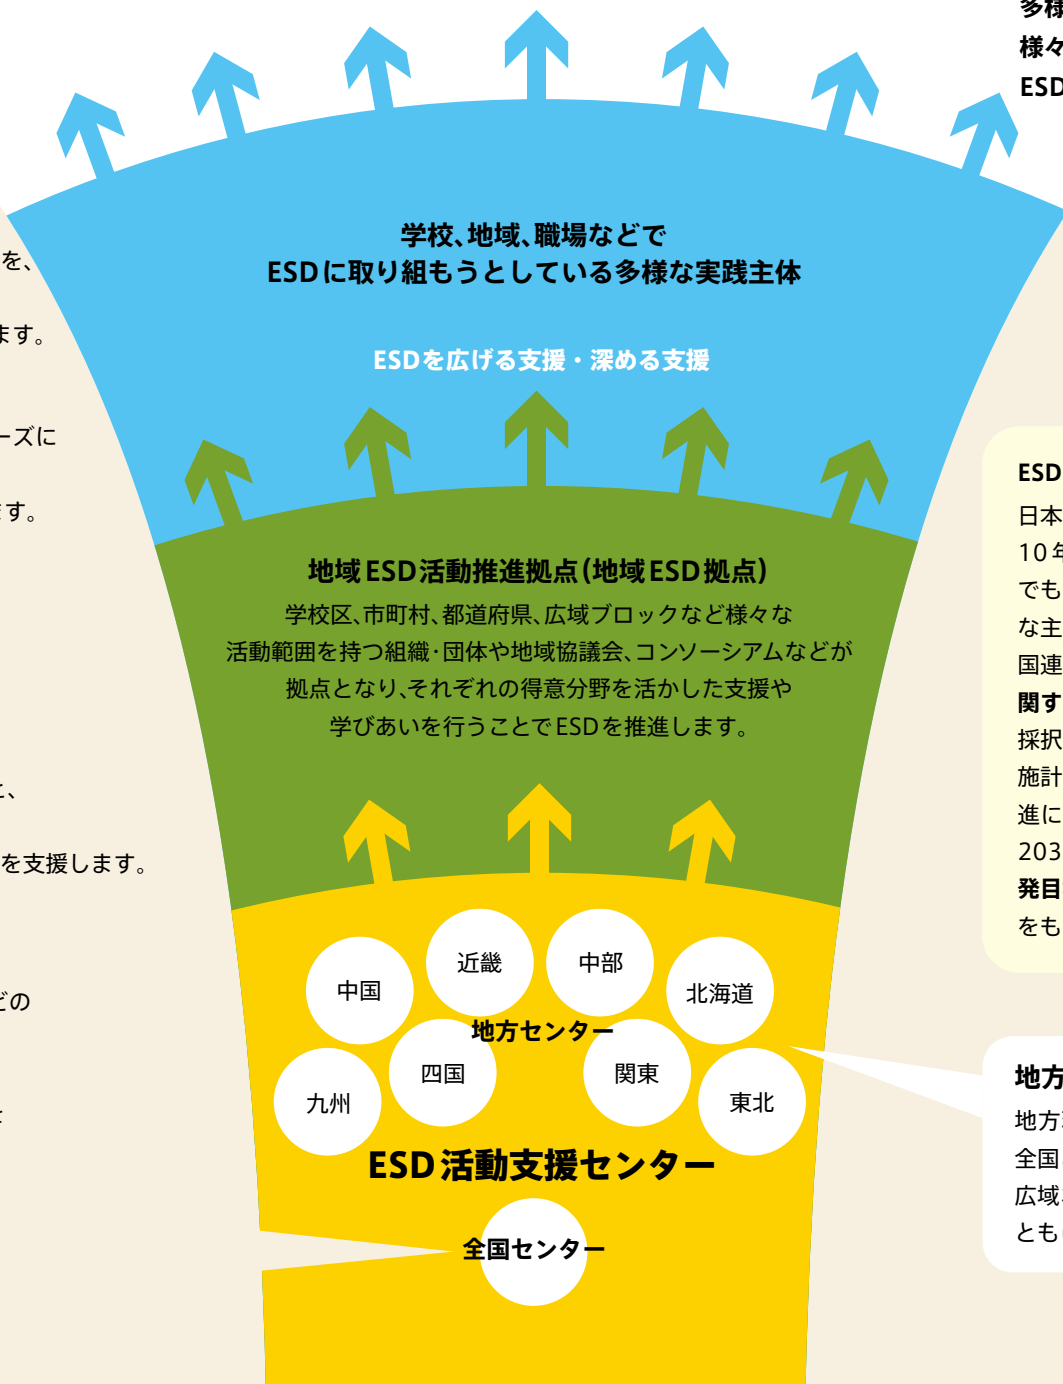 多様
様々
ESD
学校、地域、職場などで
ESDに取り組もうとしている多様な実践主体
ESDを広げる支援・深める支援
を、
ます。
ーズに
ます。
と、
を支援します。
どの
地域ESD活動推進拠点(地域ESD拠点)
学校区、市町村、都道府県、広域ブロックなど様々な
活動範囲を持つ組織・団体や地域協議会、コンソーシアムなどが
拠点となり、それぞれの得意分野を活かした支援や
学びあいを行うことでESDを推進します。
中国
近畿
中部
北海道
地方センター
九州
四国
関東
東北
ESD活動支援センター
全国センター
ESD
日本
10年
でも
な主
国連
関す
採択
施計
進に
203
発目
をも
地方
地方
全国
広域
とも